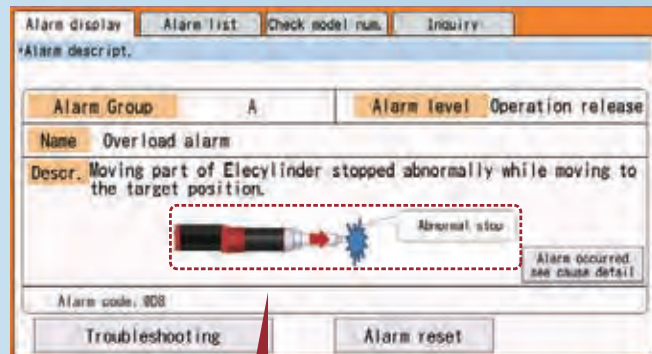 Alarm display Alarm list Check model num. Inquiry
*Alarm descript.
Alarm Group A Alarm level Operation release
Name Overload alarm
Descr. Moving part of Elecylinder stopped abnormally while moving to
the target position.
Abnormal stop
Alarm occurred
see cause detail
Alarm code.
Troubleshooting Alarm reset